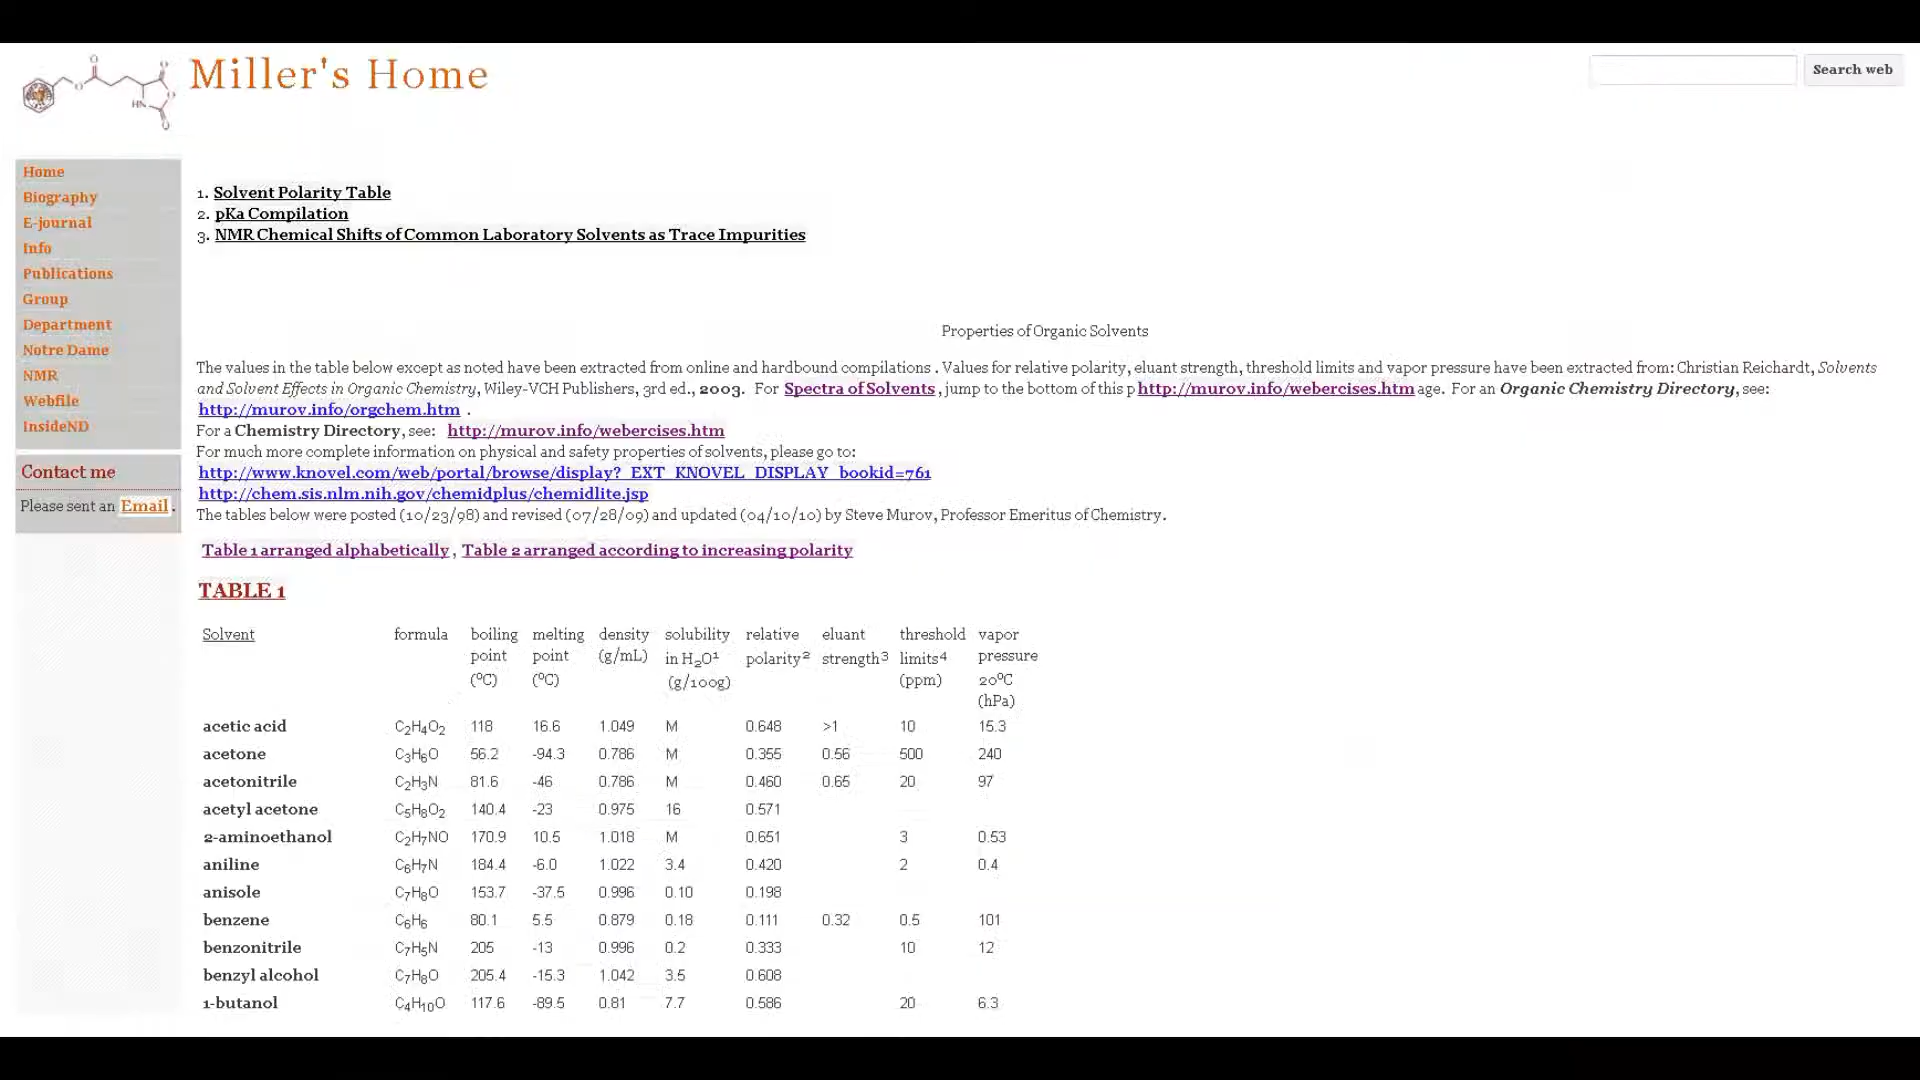 Miller's Home
Search web
Home
Biography
E-journal
Info
Publications
Group
Department
Notre Dame
NMR
Webfile
InsideND
Contact me
Please sent an Email.
1. Solvent Polarity Table
2. pKa Compilation
3. NMR Chemical Shifts of Common Laboratory Solvents as Trace Impurities
Properties of Organic Solvents
The values in the table below except as noted have been extracted from online and hardbound compilations . Values for relative polarity, eluant strength, threshold limits and vapor pressure have been extracted from: Christian Reichardt, Solvents
and Solvent Effects in Organic Chemistry, Wiley-VCH Publishers, 3rd ed., 2003. For Spectra of Solvents , jump to the bottom of this p http://murov.info/webercises.htm age. For an Organic Chemistry Directory, see:
http://murov.info/orgchem.htm .
For a Chemistry Directory, see: http://murov.info/webercises.htm
For much more complete information on physical and safety properties of solvents, please go to:
http://www.knovel.com/web/portal/browse/display?_EXT_KNOVEL_DISPLAY_bookid=761
http://chem.sis.nlm.nih.gov/chemidplus/chemidlite.jsp
The tables below were posted (10/23/98) and revised (07/28/09) and updated (04/10/10) by Steve Murov, Professor Emeritus of Chemistry.
Table 1 arranged alphabetically , Table 2 arranged according to increasing polarity
TABLE 1
Solvent formula boiling melting density solubility relative eluant threshold vapor
point point (g/mL) in H₂O¹ polarity² strength³ limits⁴ pressure
(°C) (°C) (g/100g) (ppm) 20°C
(hPa)
acetic acid C₂H₄O₂ 118 16.6 1.049 M 0.648 >1 10 15.3
acetone C₃H₆O 56.2 -94.3 0.786 M 0.355 0.56 500 240
acetonitrile C₂H₃N 81.6 -46 0.786 M 0.460 0.65 20 97
acetyl acetone C₅H₈O₂ 140.4 -23 0.975 16 0.571
2-aminoethanol C₂H₇NO 170.9 10.5 1.018 M 0.651 3 0.53
aniline C₆H₇N 184.4 -6.0 1.022 3.4 0.420 2 0.4
anisole C₇H₈O 153.7 -37.5 0.996 0.10 0.198
benzene C₆H₆ 80.1 5.5 0.879 0.18 0.111 0.32 0.5 101
benzonitrile C₇H₅N 205 -13 0.996 0.2 0.333 10 12
benzyl alcohol C₇H₈O 205.4 -15.3 1.042 3.5 0.608
1-butanol C₄H₁₀O 117.6 -89.5 0.81 7.7 0.586 20 6.3